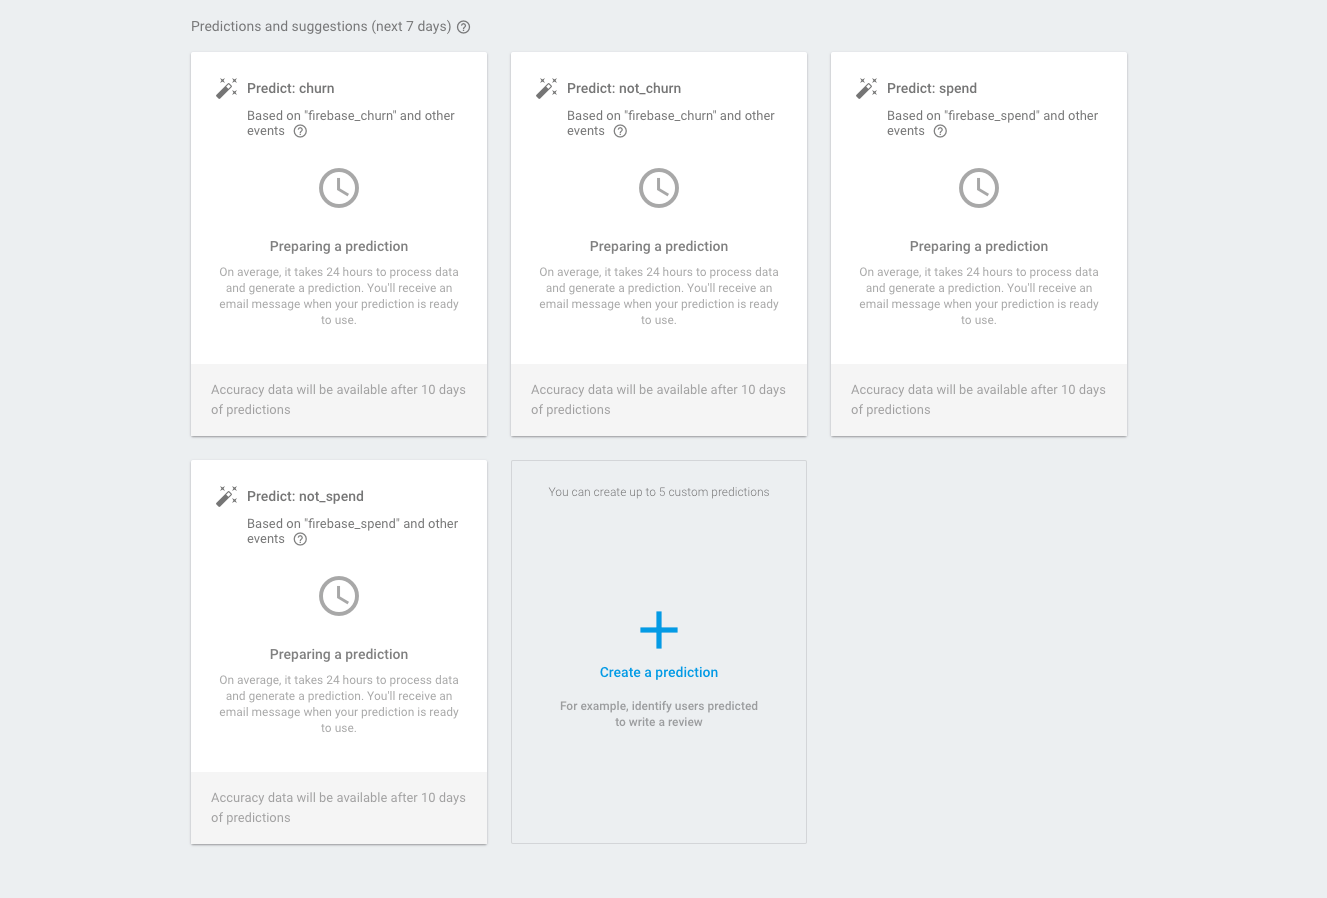 Predictions and suggestions (next 7 days)
Predict: churn
Based on "firebase_churn" and other
events
Preparing a prediction
On average, it takes 24 hours to process data
and generate a prediction. You'll receive an
email message when your prediction is ready
to use.
Accuracy data will be available after 10 days
of predictions
Predict: not_churn
Based on "firebase_churn" and other
events
Preparing a prediction
On average, it takes 24 hours to process data
and generate a prediction. You'll receive an
email message when your prediction is ready
to use.
Accuracy data will be available after 10 days
of predictions
Predict: spend
Based on "firebase_spend" and other
events
Preparing a prediction
On average, it takes 24 hours to process data
and generate a prediction. You'll receive an
email message when your prediction is ready
to use.
Accuracy data will be available after 10 days
of predictions
Predict: not_spend
Based on "firebase_spend" and other
events
Preparing a prediction
On average, it takes 24 hours to process data
and generate a prediction. You'll receive an
email message when your prediction is ready
to use.
Accuracy data will be available after 10 days
of predictions
You can create up to 5 custom predictions
Create a prediction
For example, identify users predicted
to write a review